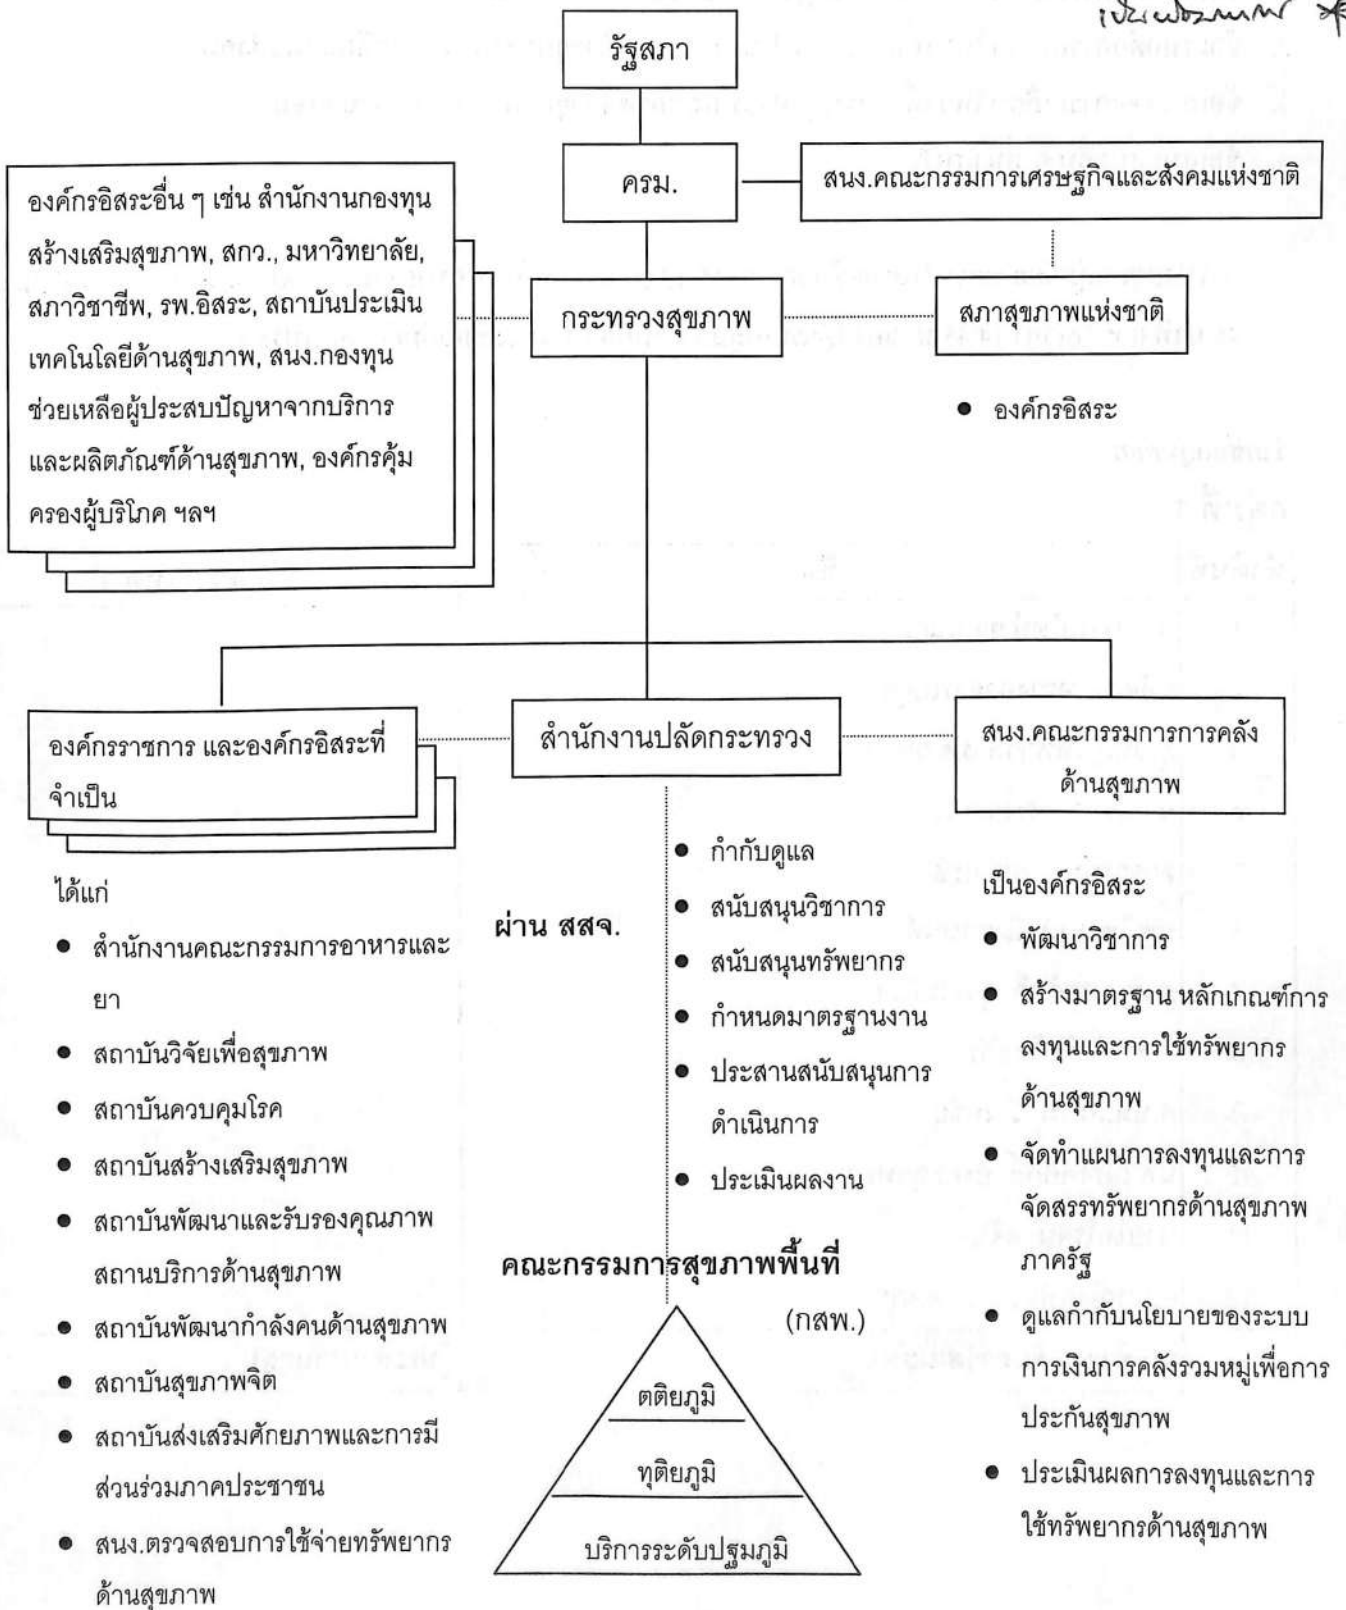 รัฐสภา
ครม.
สนง.คณะกรรมการเศรษฐกิจและสังคมแห่งชาติ
องค์กรอิสระอื่น ๆ เช่น สำนักงานกองทุน
สร้างเสริมสุขภาพ, สกว., มหาวิทยาลัย,
สภาวิชาชีพ, รพ.อิสระ, สถาบันประเมิน
เทคโนโลยีด้านสุขภาพ, สนง.กองทุน
ช่วยเหลือผู้ประสบปัญหาจากบริการ
และผลิตภัณฑ์ด้านสุขภาพ, องค์กรคุ้ม
ครองผู้บริโภค ฯลฯ
กระทรวงสุขภาพ
สภาสุขภาพแห่งชาติ
● องค์กรอิสระ
องค์กรราชการ และองค์กรอิสระที่
จำเป็น
สำนักงานปลัดกระทรวง
สนง.คณะกรรมการการคลัง
ด้านสุขภาพ
ได้แก่
● สำนักงานคณะกรรมการอาหารและ
ยา
● สถาบันวิจัยเพื่อสุขภาพ
● สถาบันควบคุมโรค
● สถาบันสร้างเสริมสุขภาพ
● สถาบันพัฒนาและรับรองคุณภาพ
สถานบริการด้านสุขภาพ
● สถาบันพัฒนากำลังคนด้านสุขภาพ
● สถาบันสุขภาพจิต
● สถาบันส่งเสริมศักยภาพและการมี
ส่วนร่วมภาคประชาชน
● สนง.ตรวจสอบการใช้จ่ายทรัพยากร
ด้านสุขภาพ
ผ่าน สสจ.
● กำกับดูแล
● สนับสนุนวิชาการ
● สนับสนุนทรัพยากร
● กำหนดมาตรฐานงาน
● ประสานสนับสนุนการ
ดำเนินการ
● ประเมินผลงาน
คณะกรรมการสุขภาพพื้นที่
(กสพ.)
ตติยภูมิ
ทุติยภูมิ
บริการระดับปฐมภูมิ
เป็นองค์กรอิสระ
● พัฒนาวิชาการ
● สร้างมาตรฐาน หลักเกณฑ์การ
ลงทุนและการใช้ทรัพยากร
ด้านสุขภาพ
● จัดทำแผนการลงทุนและการ
จัดสรรทรัพยากรด้านสุขภาพ
ภาครัฐ
● ดูแลกำกับนโยบายของระบบ
การเงินการคลังรวมหมู่เพื่อการ
ประกันสุขภาพ
● ประเมินผลการลงทุนและการ
ใช้ทรัพยากรด้านสุขภาพ